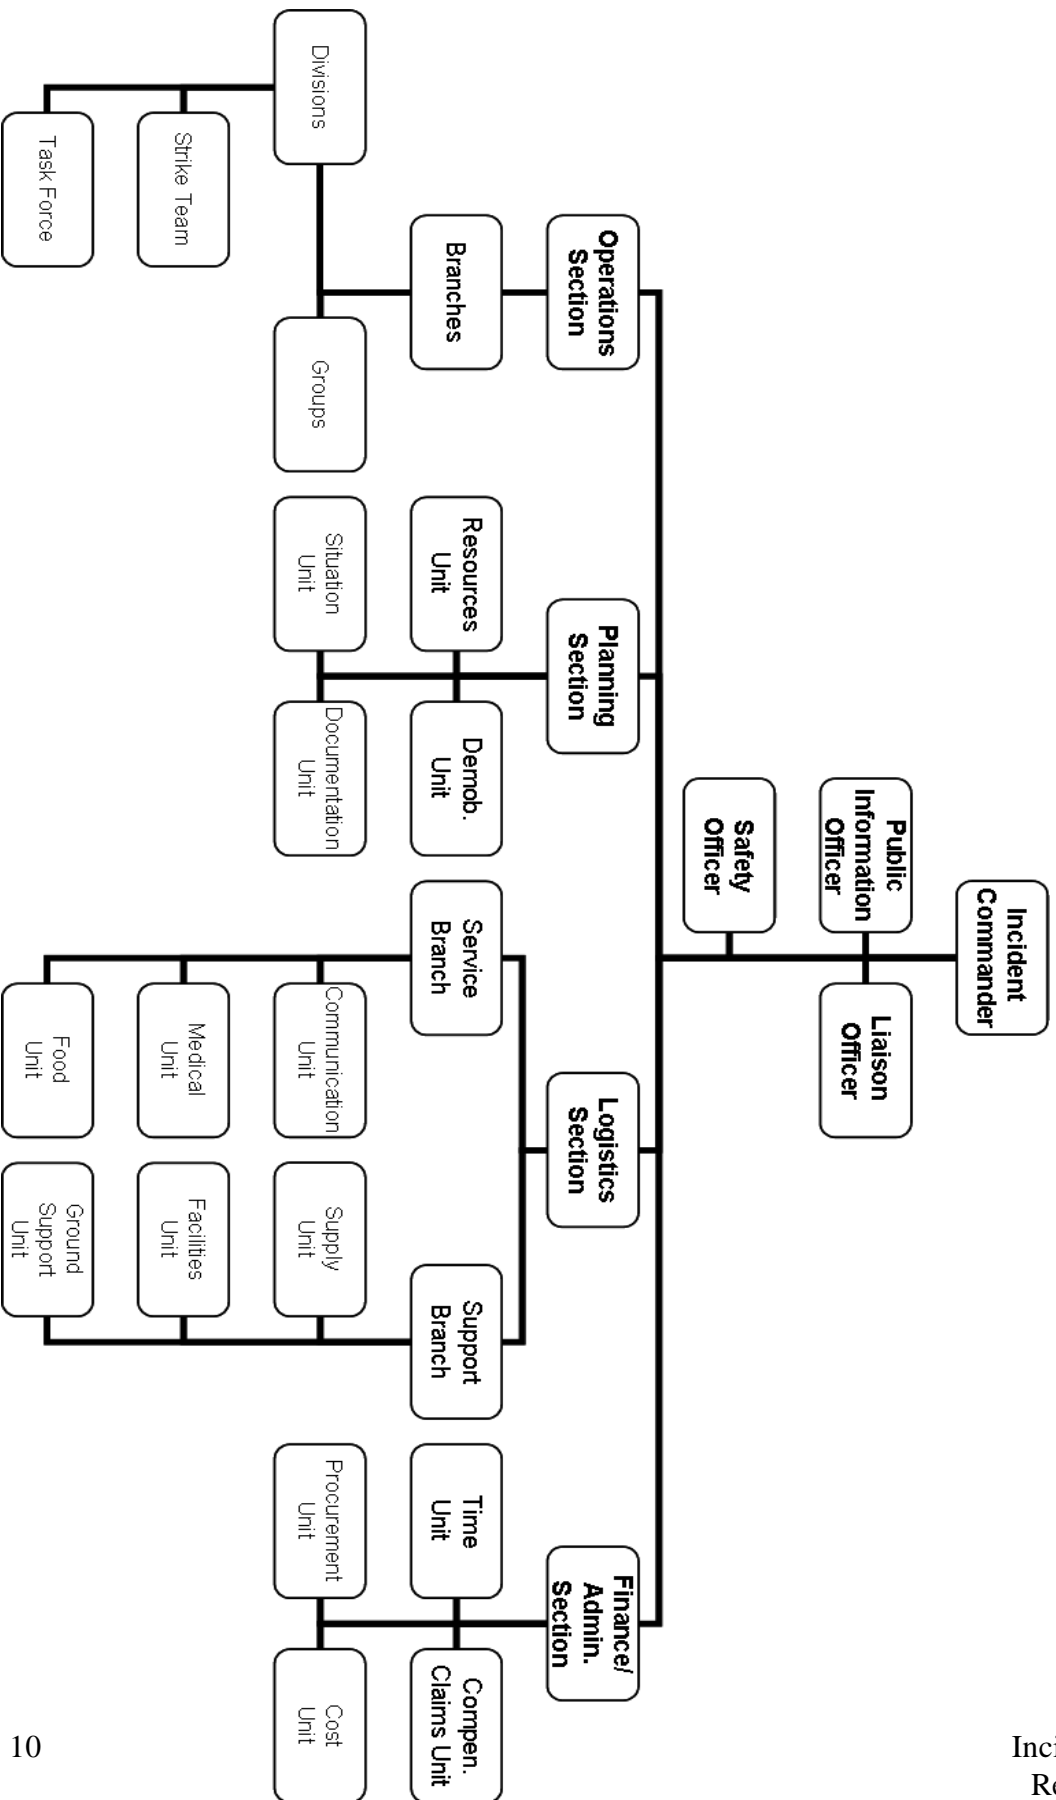 Incident
Commander
Public
Information
Officer
Liaison
Officer
Safety
Officer
Operations
Section
Planning
Section
Logistics
Section
Finance/
Admin.
Section
Branches
Resources
Unit
Demob.
Unit
Service
Branch
Support
Branch
Time
Unit
Compen.
Claims Unit
Divisions
Groups
Situation
Unit
Documentation
Unit
Communication
Unit
Supply
Unit
Procurement
Unit
Cost
Unit
Strike Team
Medical
Unit
Facilities
Unit
Task Force
Food
Unit
Ground
Support
Unit
10
Inci
Re